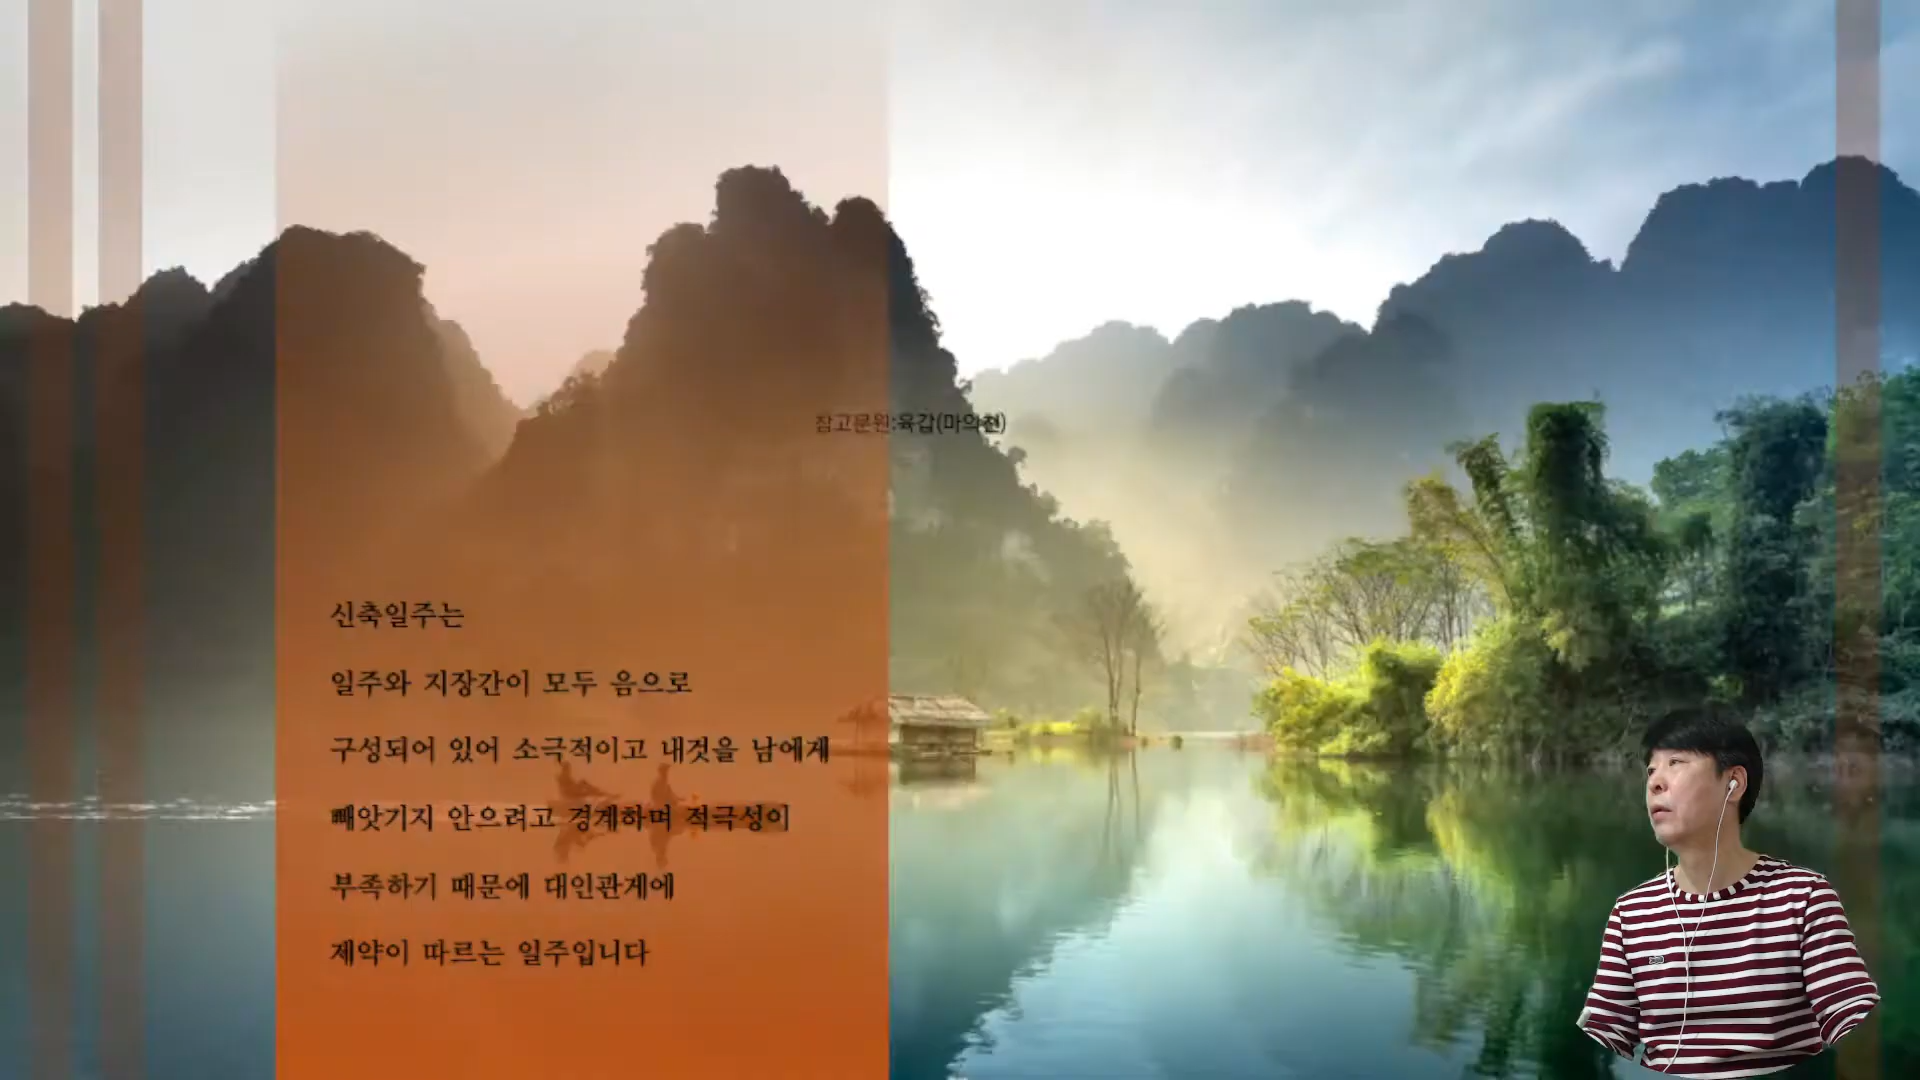 참고문원:육갑(마의천)
신축일주는
일주와 지장간이 모두 음으로
구성되어 있어 소극적이고 내것을 남에게
빼앗기지 안으려고 경계하며 적극성이
부족하기 때문에 대인관게에
제약이 따르는 일주입니다